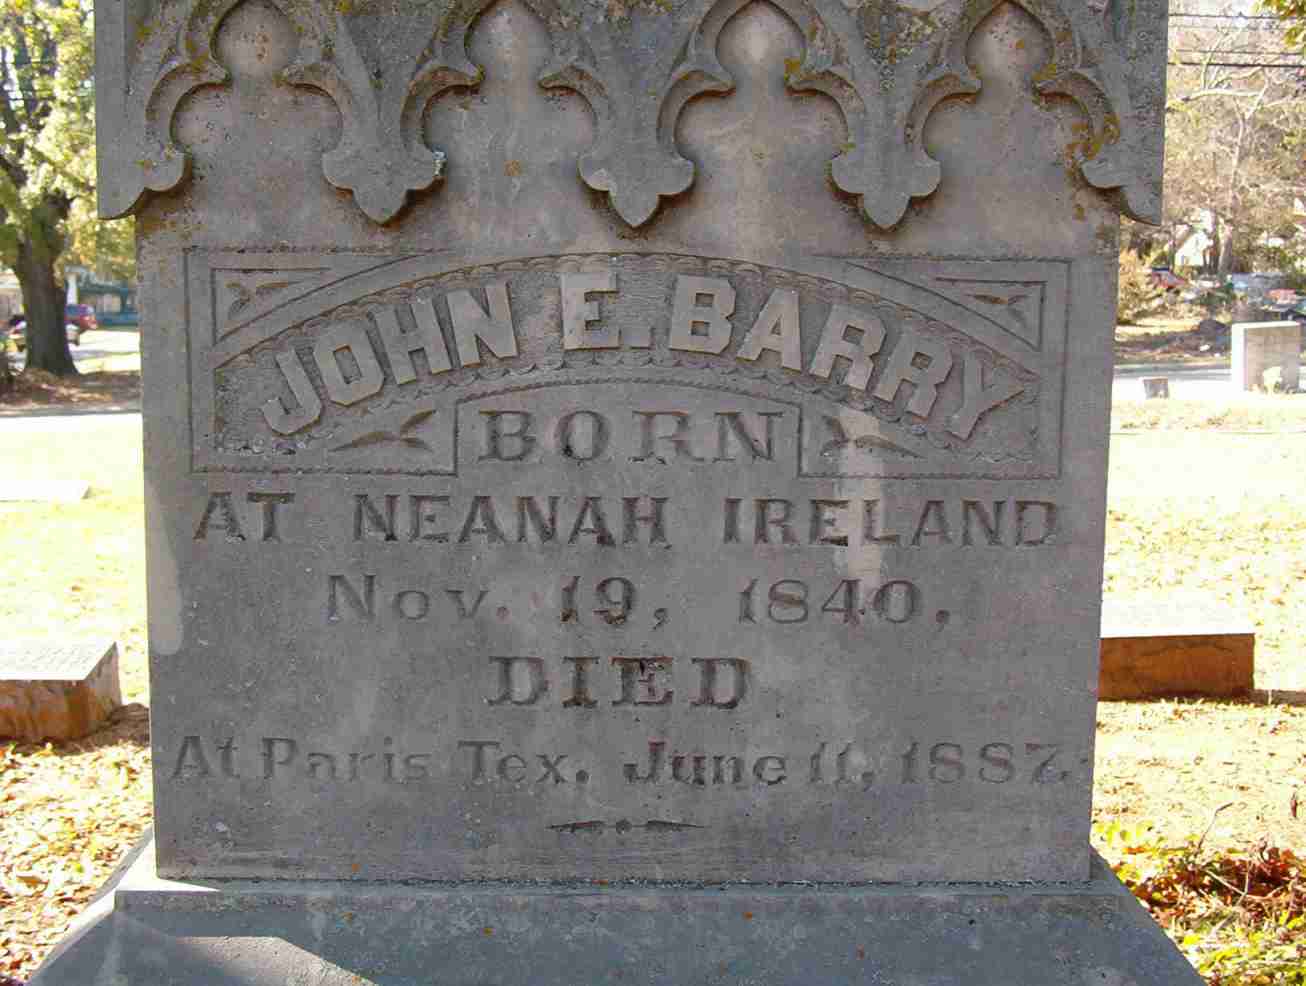 JOHN E. BARRY
BORN
AT NEANAH IRELAND
Nov. 19, 1840.
DIED
At Paris Tex. June 11, 1887.